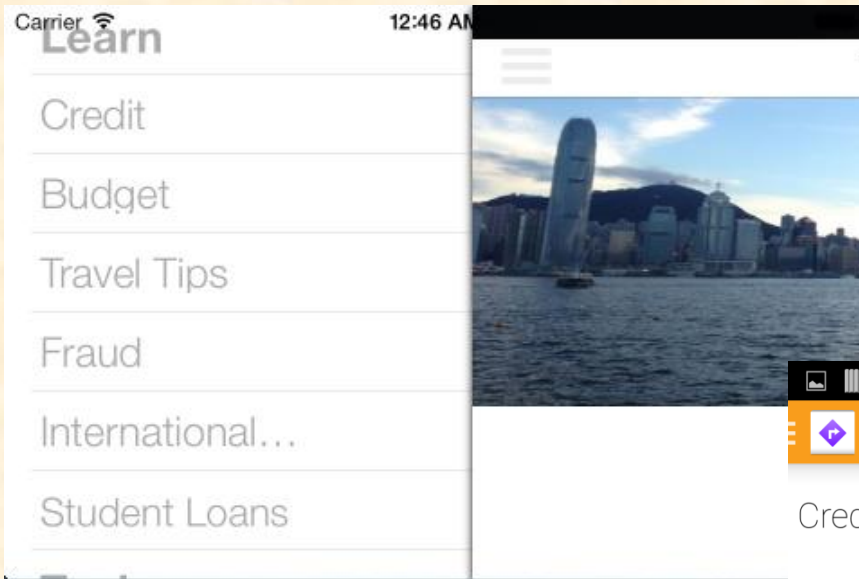 Carrier 12:46 AM
Learn
Credit
Budget
Travel Tips
Fraud
International...
Student Loans
Cred